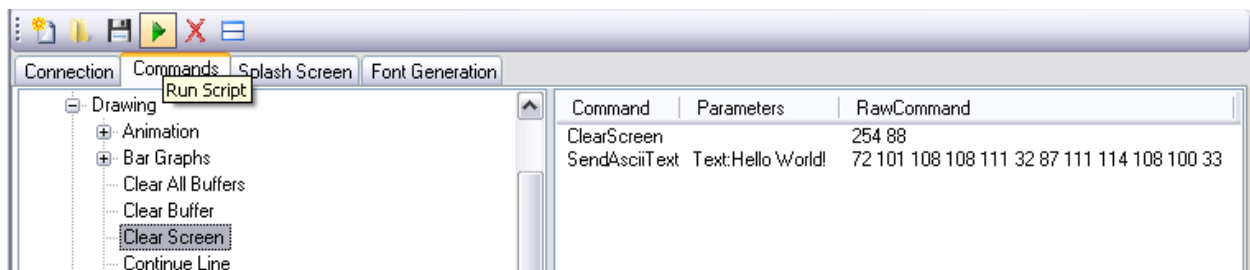 Connection Commands Splash Screen Font Generation
Run Script
Drawing
Animation
Bar Graphs
Clear All Buffers
Clear Buffer
Clear Screen
Continue Line
Command Parameters RawCommand
ClearScreen 254 88
SendAsciiText Text:Hello World! 72 101 108 108 111 32 87 111 114 108 100 33